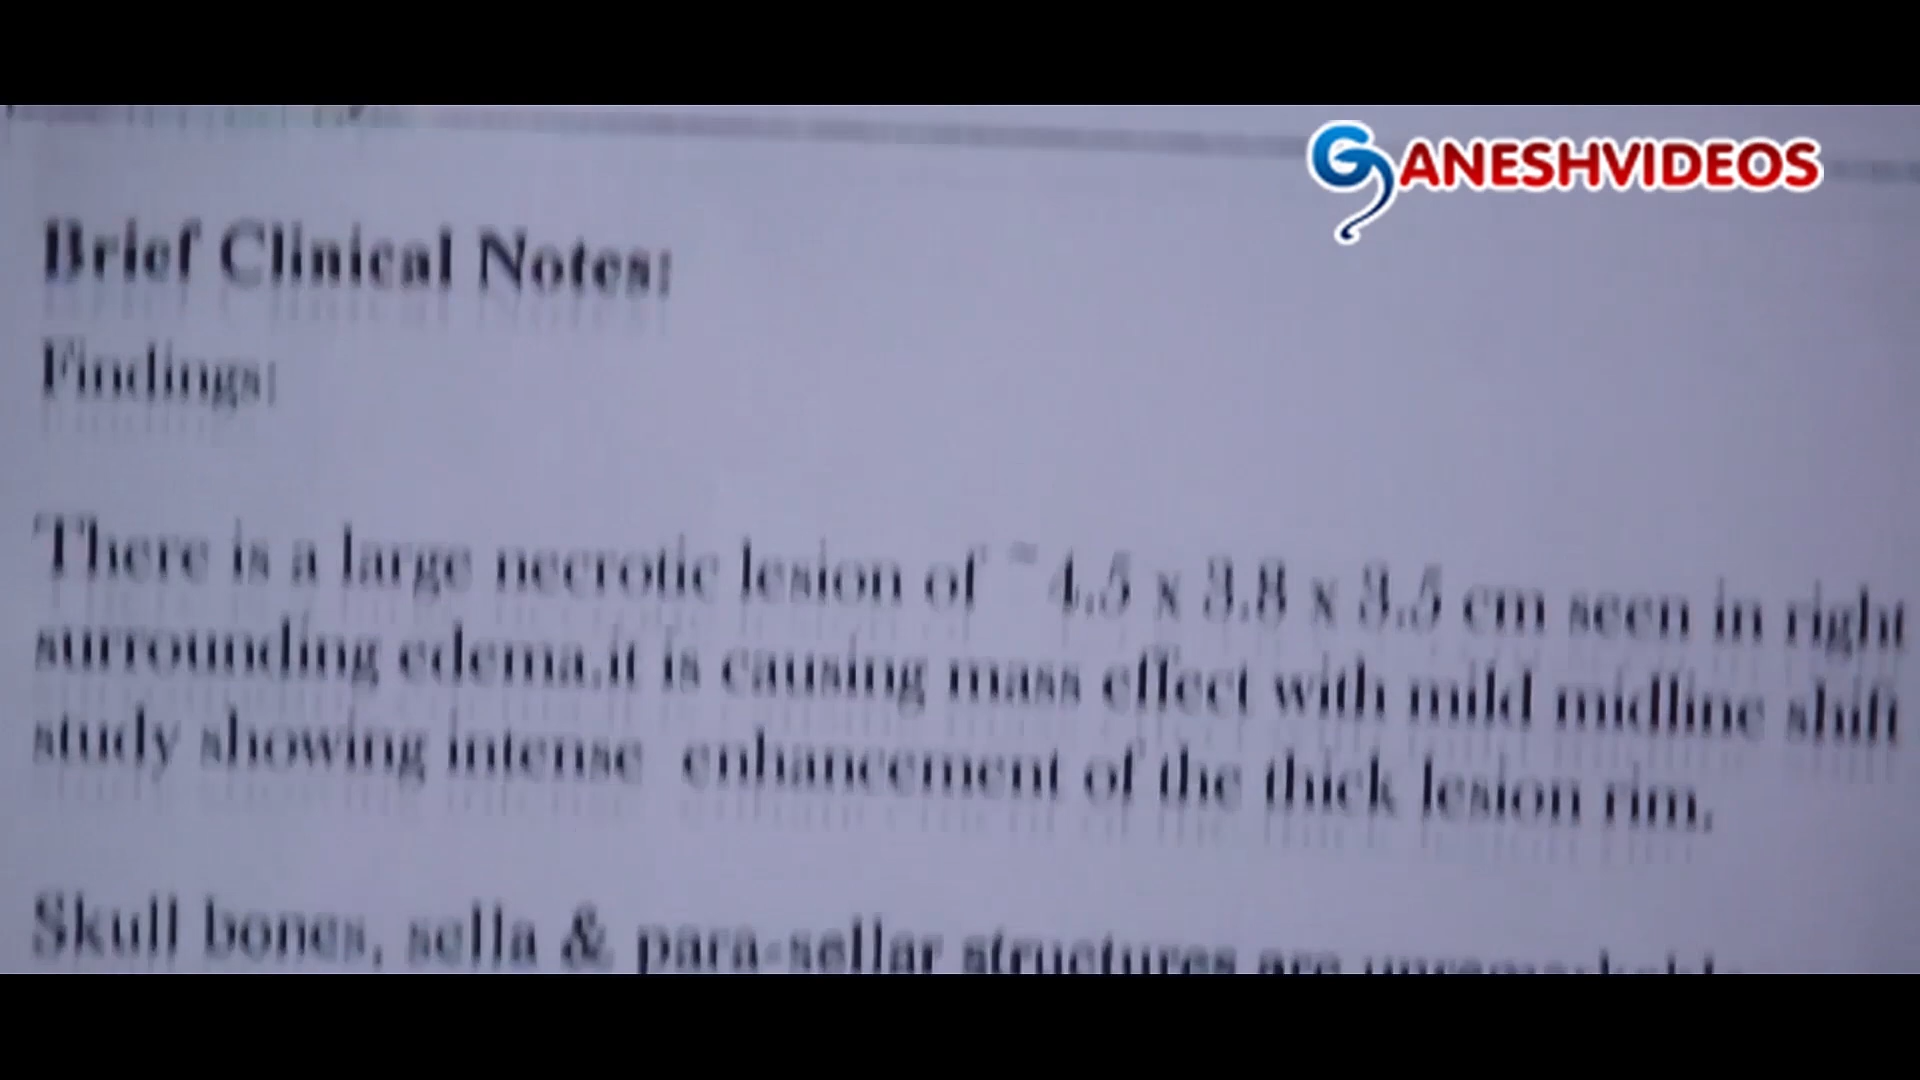 GANESHVIDEOS
Brief Clinical Notes:
Findings:
There is a large necrotic lesion of ~4.5 x 3.8 x 3.5 cm seen in right
surrounding edema.it is causing mass effect with mild midline shift
study showing intense enhancement of the thick lesion rim.
Skull bones, sella & para-sellar structures are unremarkable